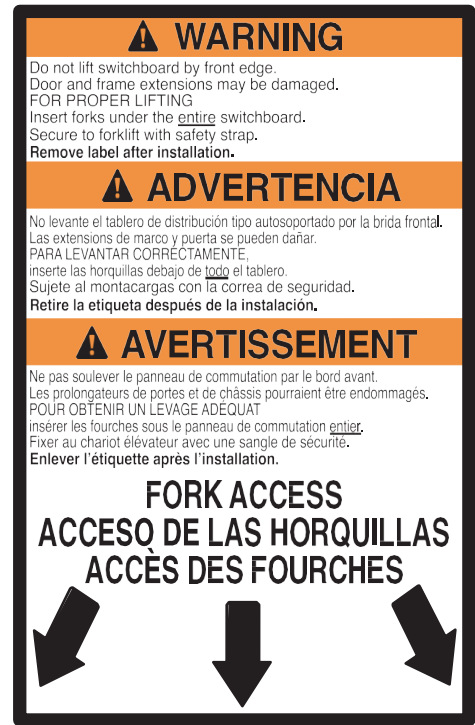 WARNING
Do not lift switchboard by front edge.
Door and frame extensions may be damaged.
FOR PROPER LIFTING
Insert forks under the entire switchboard.
Secure to forklift with safety strap.
Remove label after installation.
ADVERTENCIA
No levante el tablero de distribución tipo autosoportado por la brida frontal.
Las extensiones de marco y puerta se pueden dañar.
PARA LEVANTAR CORRECTAMENTE,
inserte las horquillas debajo de todo el tablero.
Sujete al montacargas con la correa de seguridad.
Retire la etiqueta después de la instalación.
AVERTISSEMENT
Ne pas soulever le panneau de commutation par le bord avant.
Les prolongateurs de portes et de châssis pourraient être endommagés.
POUR OBTENIR UN LEVAGE ADÉQUAT
insérer les fourches sous le panneau de commutation entier.
Fixer au chariot élévateur avec une sangle de sécurité.
Enlever l'étiquette après l'installation.
FORK ACCESS
ACCESO DE LAS HORQUILLAS
ACCÈS DES FOURCHES